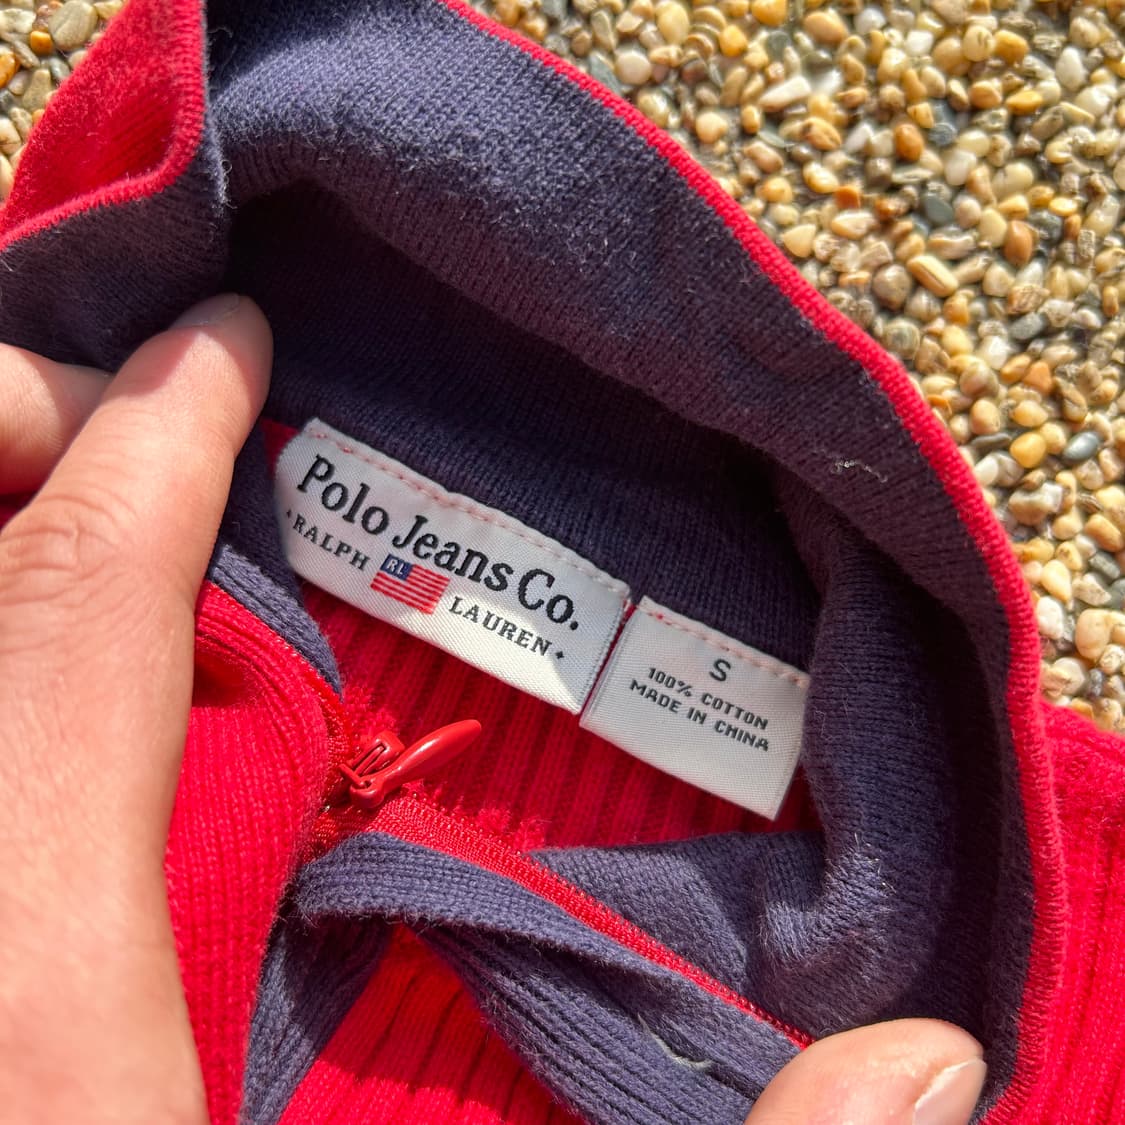 Polo Jeans Co.
RALPH RL LAUREN
S
100% COTTON
MADE IN CHINA